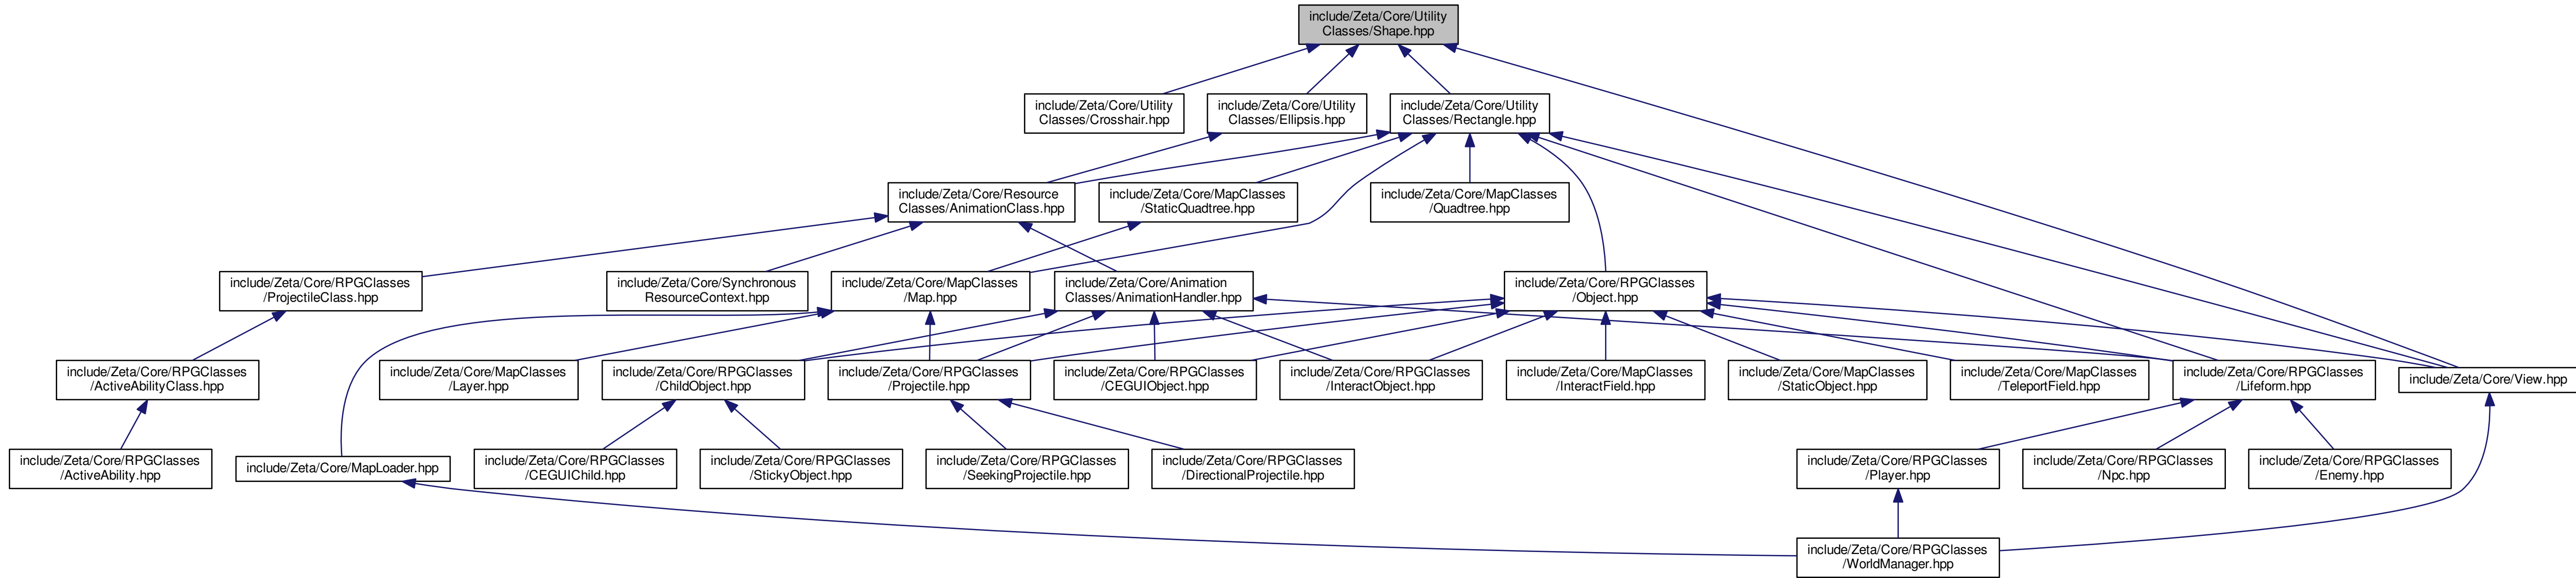 include/Zeta/Core/Utility
Classes/Shape.hpp
include/Zeta/Core/Utility
Classes/Crosshair.hpp
include/Zeta/Core/Utility
Classes/Ellipsis.hpp
include/Zeta/Core/Utility
Classes/Rectangle.hpp
include/Zeta/Core/Resource
Classes/AnimationClass.hpp
include/Zeta/Core/MapClasses
/StaticQuadtree.hpp
include/Zeta/Core/MapClasses
/Quadtree.hpp
include/Zeta/Core/RPGClasses
/ProjectileClass.hpp
include/Zeta/Core/Synchronous
ResourceContext.hpp
include/Zeta/Core/MapClasses
/Map.hpp
include/Zeta/Core/Animation
Classes/AnimationHandler.hpp
include/Zeta/Core/RPGClasses
/Object.hpp
include/Zeta/Core/RPGClasses
/ActiveAbilityClass.hpp
include/Zeta/Core/MapClasses
/Layer.hpp
include/Zeta/Core/RPGClasses
/ChildObject.hpp
include/Zeta/Core/RPGClasses
/Projectile.hpp
include/Zeta/Core/RPGClasses
/CEGUIObject.hpp
include/Zeta/Core/RPGClasses
/InteractObject.hpp
include/Zeta/Core/MapClasses
/InteractField.hpp
include/Zeta/Core/MapClasses
/StaticObject.hpp
include/Zeta/Core/MapClasses
/TeleportField.hpp
include/Zeta/Core/RPGClasses
/Lifeform.hpp
include/Zeta/Core/View.hpp
include/Zeta/Core/RPGClasses
/ActiveAbility.hpp
include/Zeta/Core/MapLoader.hpp
include/Zeta/Core/RPGClasses
/CEGUIChild.hpp
include/Zeta/Core/RPGClasses
/StickyObject.hpp
include/Zeta/Core/RPGClasses
/SeekingProjectile.hpp
include/Zeta/Core/RPGClasses
/DirectionalProjectile.hpp
include/Zeta/Core/RPGClasses
/Player.hpp
include/Zeta/Core/RPGClasses
/Npc.hpp
include/Zeta/Core/RPGClasses
/Enemy.hpp
include/Zeta/Core/RPGClasses
/WorldManager.hpp